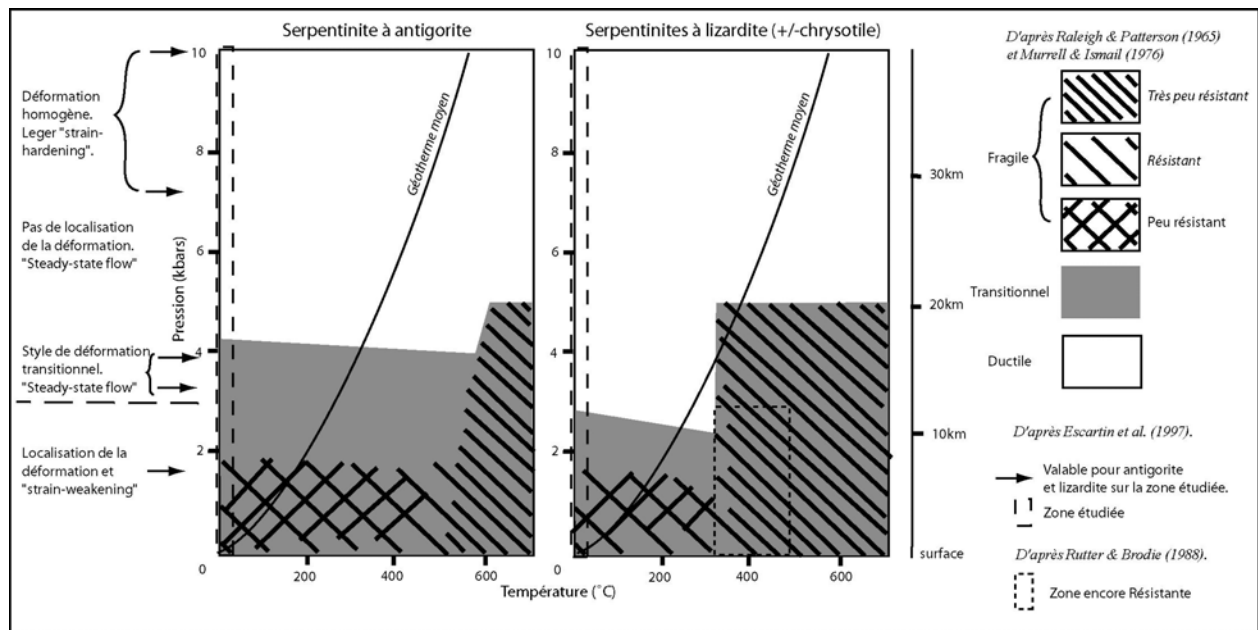 Serpentinite à antigorite
Serpentinites à lizardite (+/-chrysotile)
Déformation
homogène.
Leger "strain-
hardening".
Pas de localisation
de la déformation.
"Steady-state flow"
Style de déformation
transitionnel.
"Steady-state flow"
Localisation de la
déformation et
"strain-weakening"
Pression (kbars)
10
8
6
4
2
0
0
200
400
600
Géotherme moyen
10
8
6
4
2
0
0
200
400
600
Géotherme moyen
Température (°C)
30km
20km
10km
surface
D'après Raleigh & Patterson (1965)
et Murrell & Ismail (1976)
Fragile
Très peu résistant
Résistant
Peu résistant
Transitionnel
Ductile
D'après Escartin et al. (1997).
Valable pour antigorite
et lizardite sur la zone étudiée.
Zone étudiée
D'après Rutter & Brodie (1988).
Zone encore Résistante